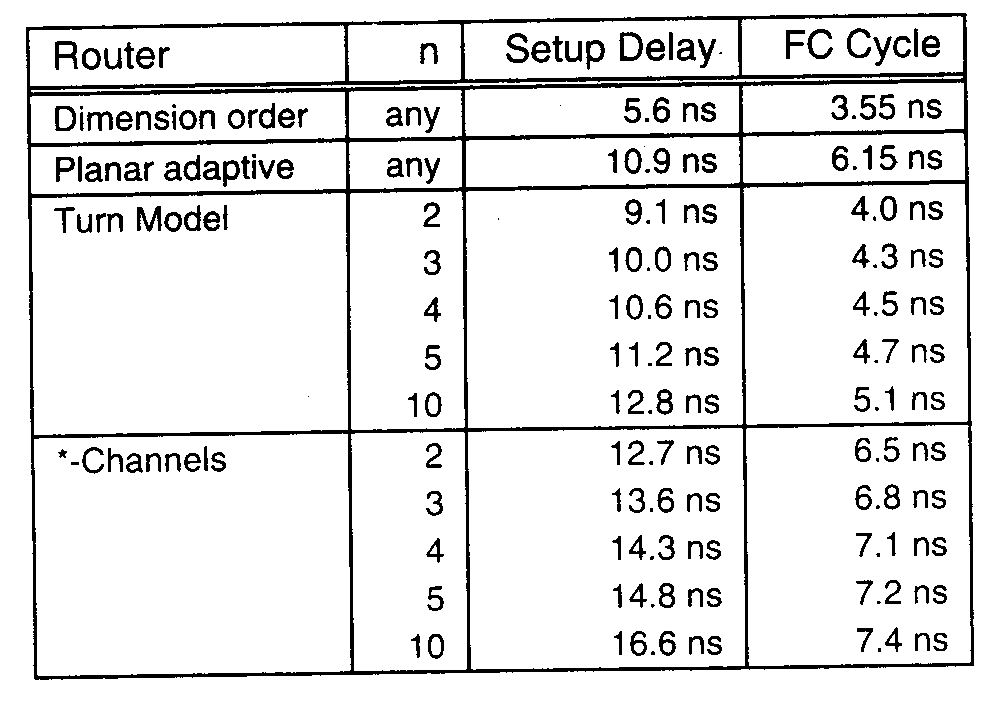 Router n Setup Delay FC Cycle
Dimension order any 5.6 ns 3.55 ns
Planar adaptive any 10.9 ns 6.15 ns
Turn Model 2 9.1 ns 4.0 ns
3 10.0 ns 4.3 ns
4 10.6 ns 4.5 ns
5 11.2 ns 4.7 ns
10 12.8 ns 5.1 ns
*-Channels 2 12.7 ns 6.5 ns
3 13.6 ns 6.8 ns
4 14.3 ns 7.1 ns
5 14.8 ns 7.2 ns
10 16.6 ns 7.4 ns